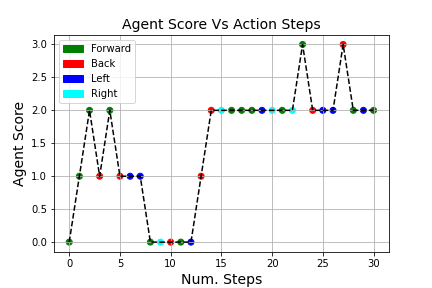 Agent Score Vs Action Steps
3.0
2.5
2.0
1.5
1.0
0.5
0.0
Agent Score
Forward
Back
Left
Right
0 5 10 15 20 25 30
Num. Steps